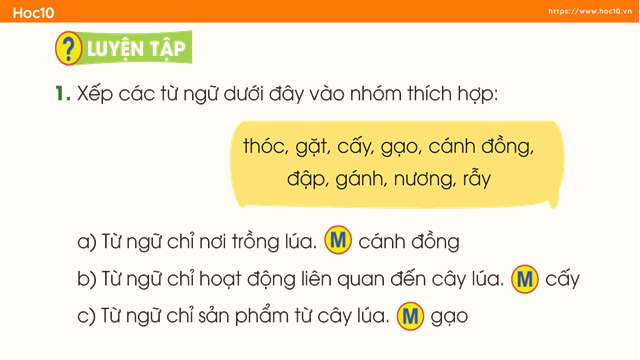 Hoc10
https://www.hoc10.vn
? LUYỆN TẬP
1. Xếp các từ ngữ dưới đây vào nhóm thích hợp:
thóc, gặt, cấy, gạo, cánh đồng,
đập, gánh, nương, rẫy
a) Từ ngữ chỉ nơi trồng lúa. M cánh đồng
b) Từ ngữ chỉ hoạt động liên quan đến cây lúa. M cấy
c) Từ ngữ chỉ sản phẩm từ cây lúa. M gạo